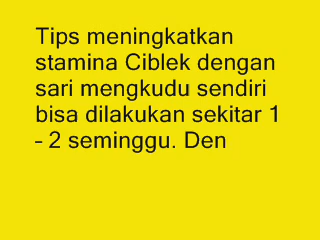 Tips meningkatkan
stamina Ciblek dengan
sari mengkudu sendiri
bisa dilakukan sekitar 1
- 2 seminggu. Den